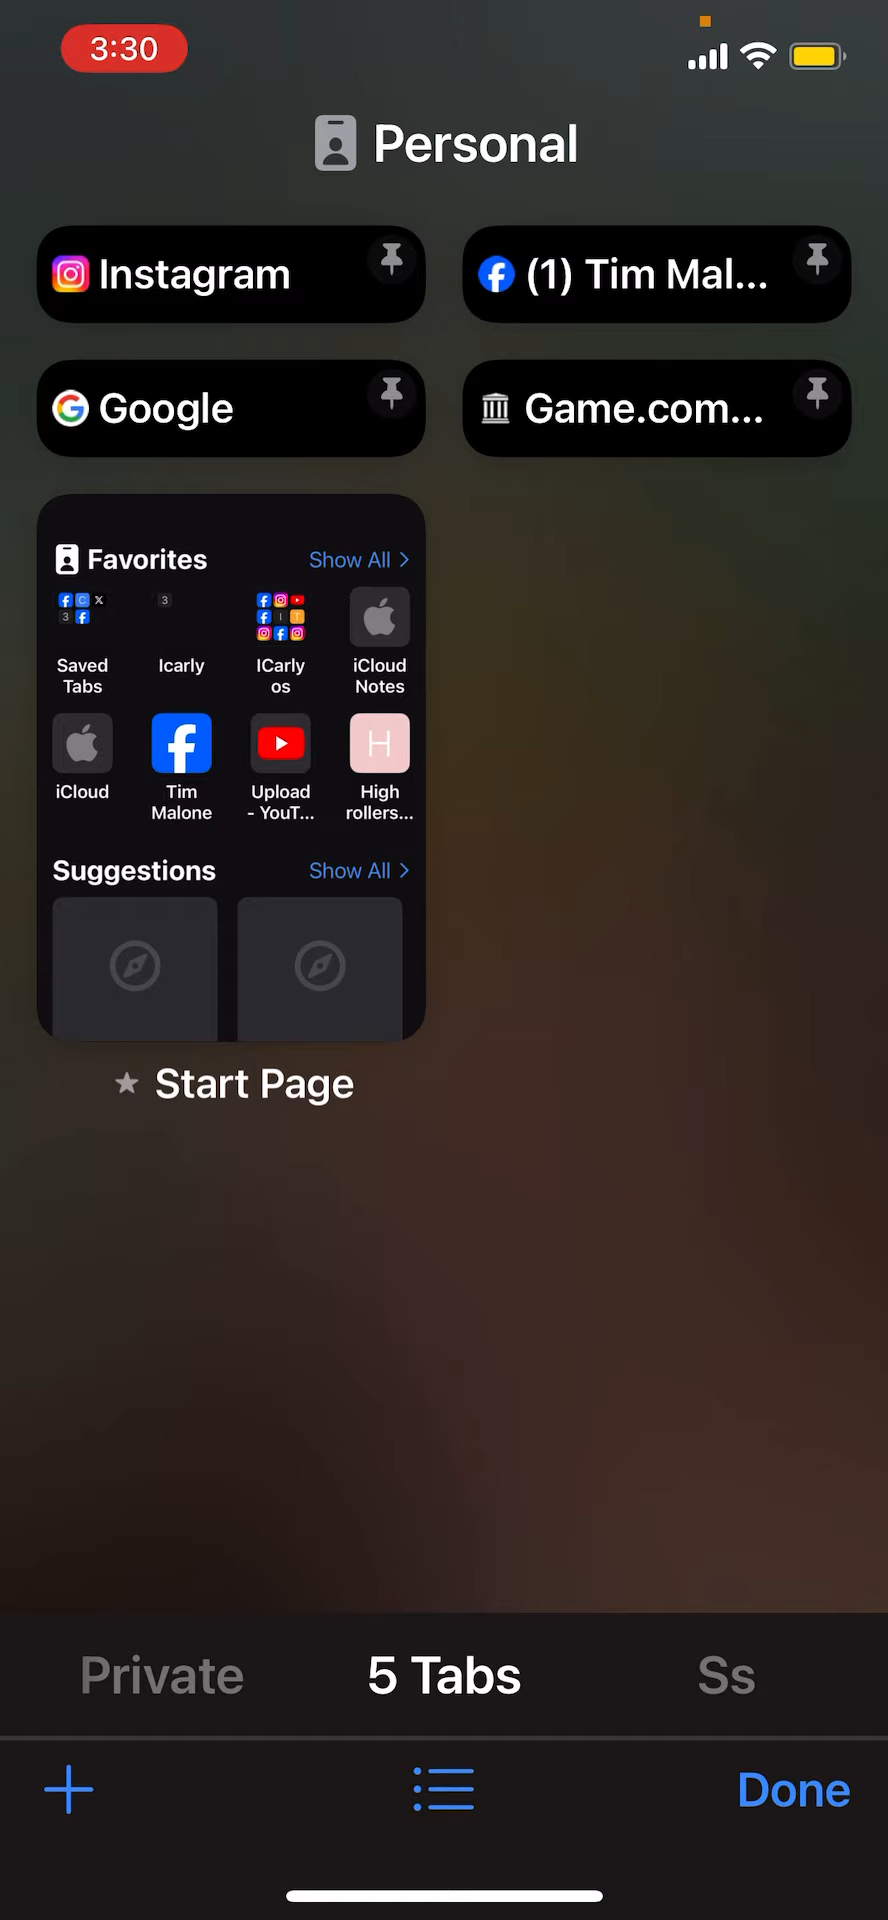 3:30
Personal
Instagram
(1) Tim Mal...
Google
Game.com...
Favorites
Show All
Saved Tabs
Icarly
ICarly os
iCloud Notes
iCloud
Tim Malone
Upload - YouT...
High rollers...
Suggestions
Show All
Start Page
Private
5 Tabs
Ss
Done